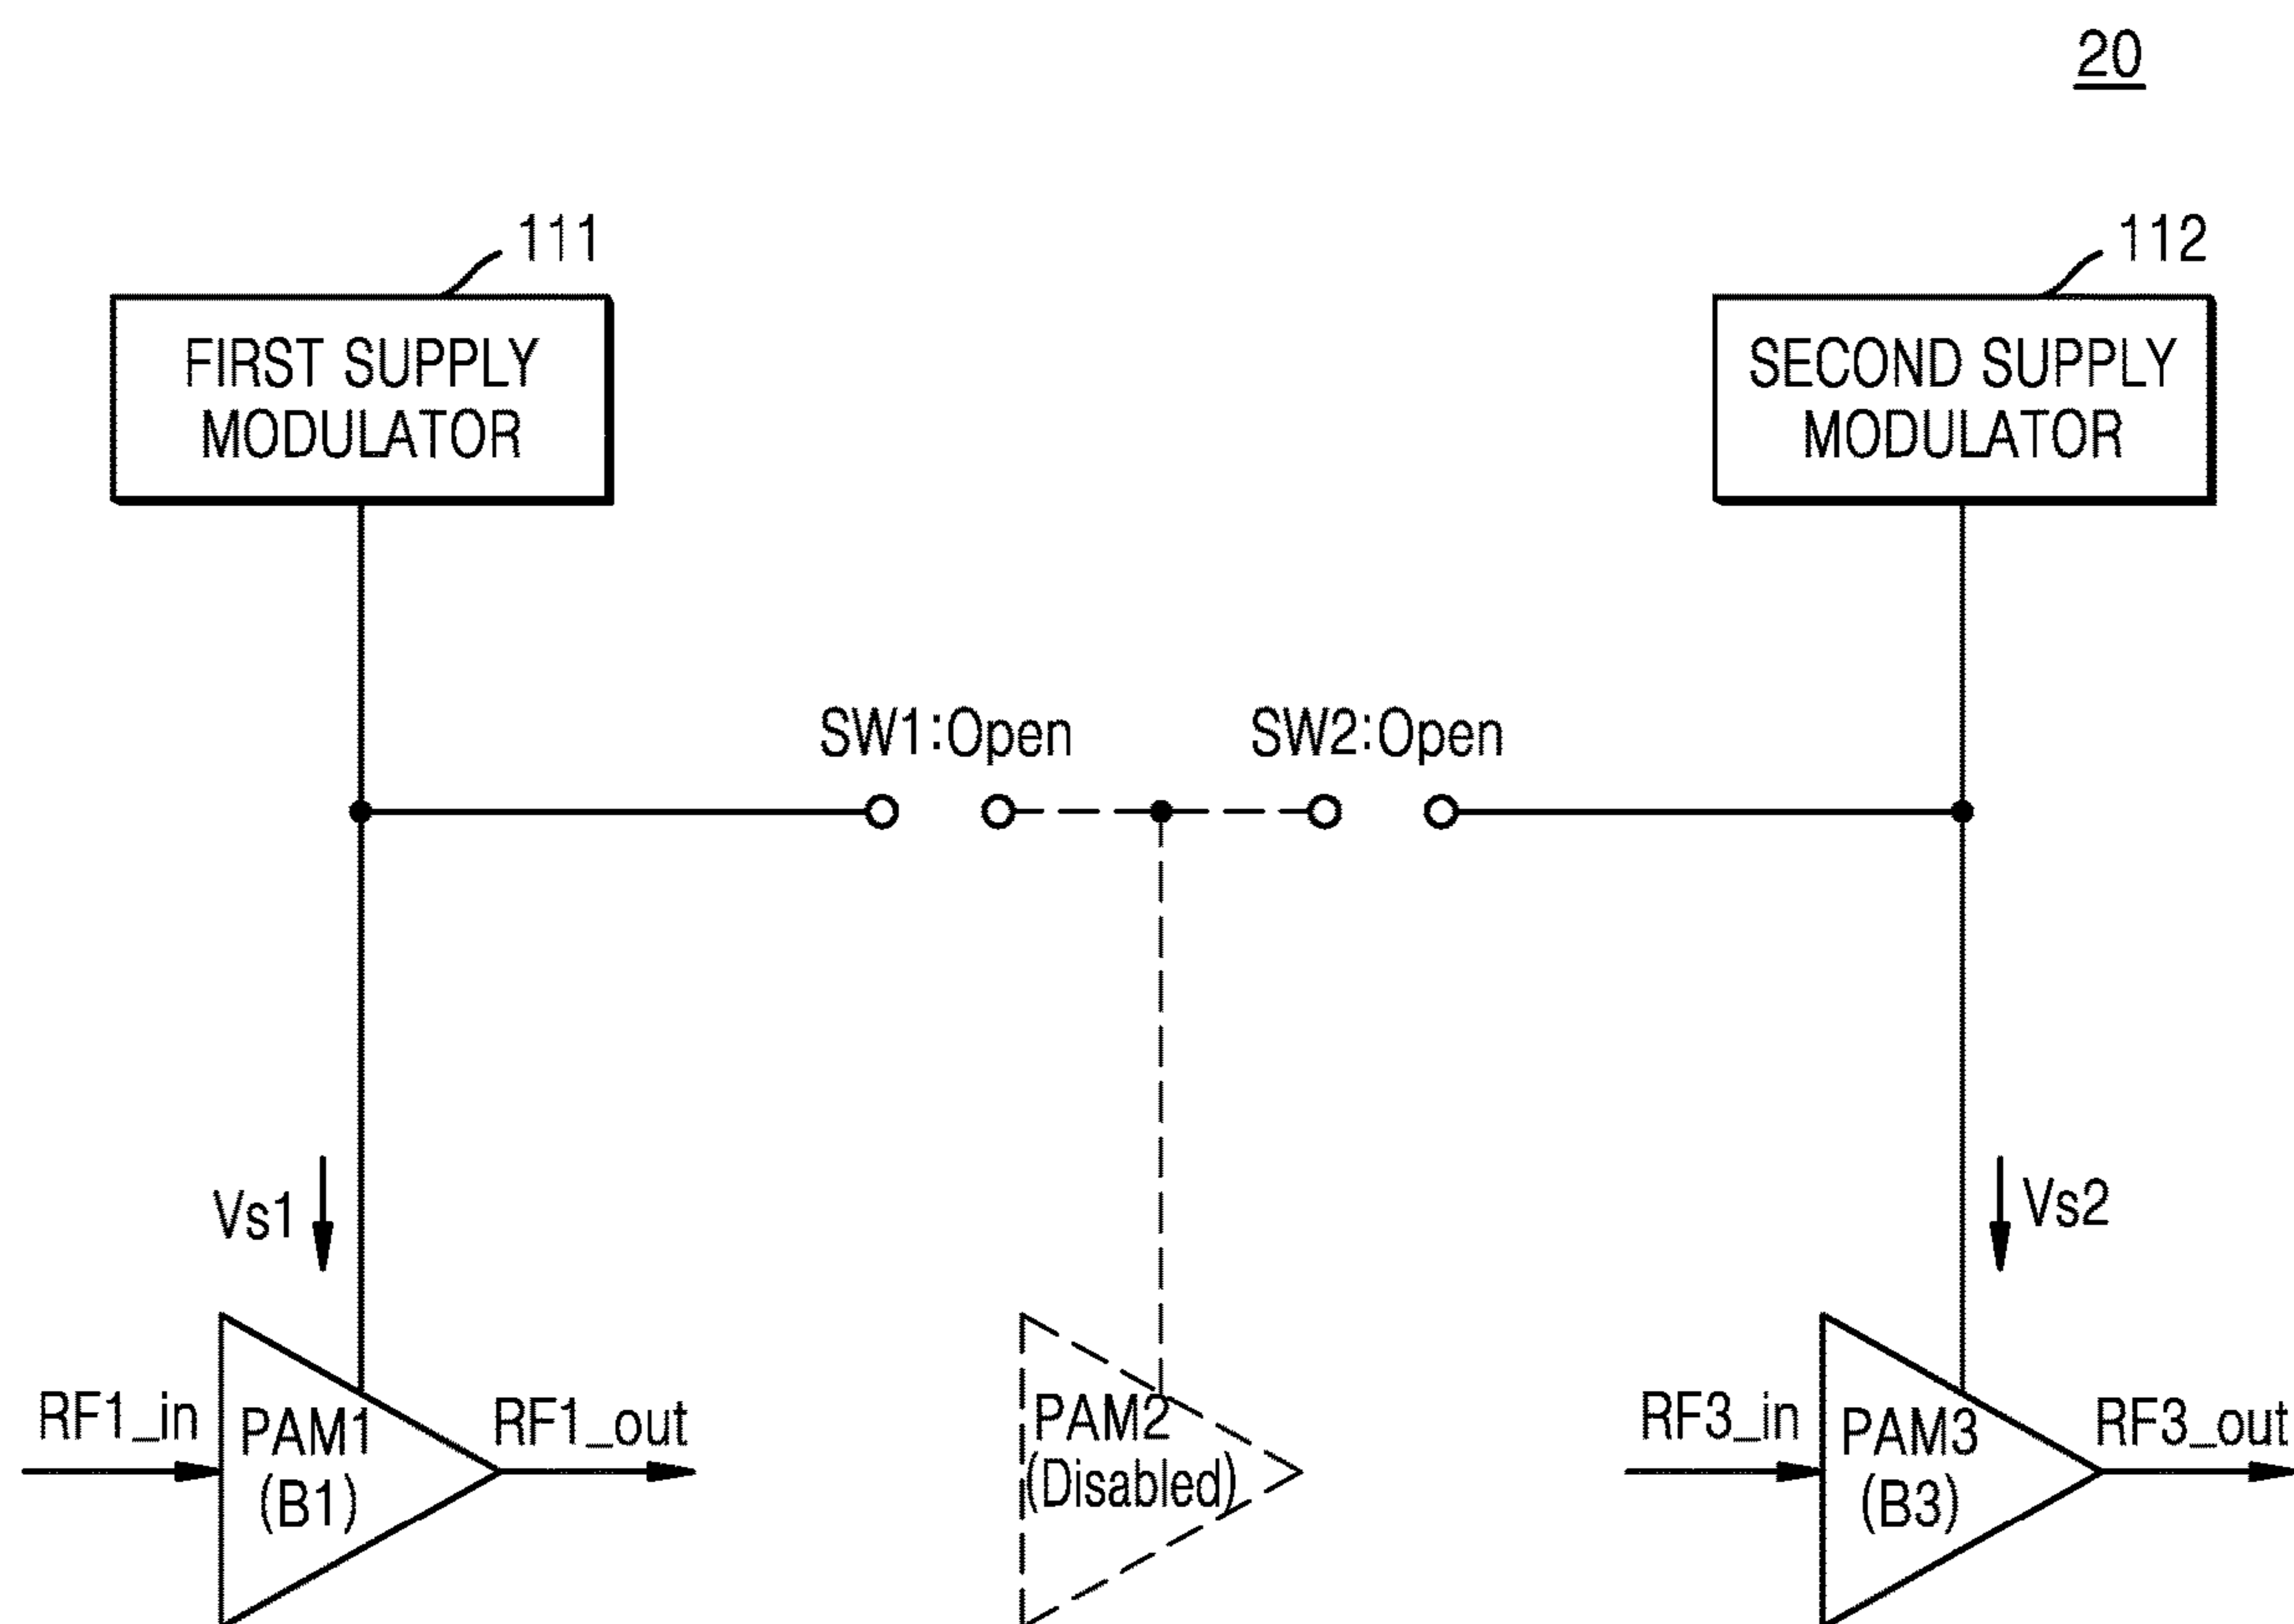 20
111
FIRST SUPPLY
MODULATOR
112
SECOND SUPPLY
MODULATOR
SW1:Open
SW2:Open
Vs1
Vs2
RF1_in
PAM1
(B1)
RF1_out
PAM2
(Disabled)
RF3_in
PAM3
(B3)
RF3_out